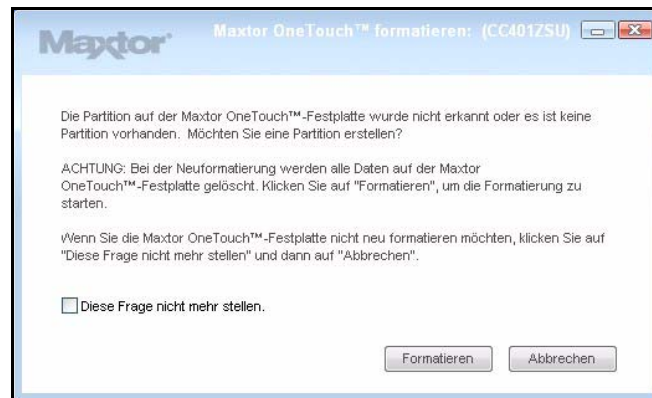 Maxtor
Maxtor OneTouch™ formatieren: (CC401ZSU)
Die Partition auf der Maxtor OneTouch™-Festplatte wurde nicht erkannt oder es ist keine
Partition vorhanden. Möchten Sie eine Partition erstellen?
ACHTUNG: Bei der Neuformatierung werden alle Daten auf der Maxtor
OneTouch™-Festplatte gelöscht. Klicken Sie auf "Formatieren", um die Formatierung zu
starten.
Wenn Sie die Maxtor OneTouch™-Festplatte nicht neu formatieren möchten, klicken Sie auf
"Diese Frage nicht mehr stellen" und dann auf "Abbrechen".
Diese Frage nicht mehr stellen.
Formatieren
Abbrechen